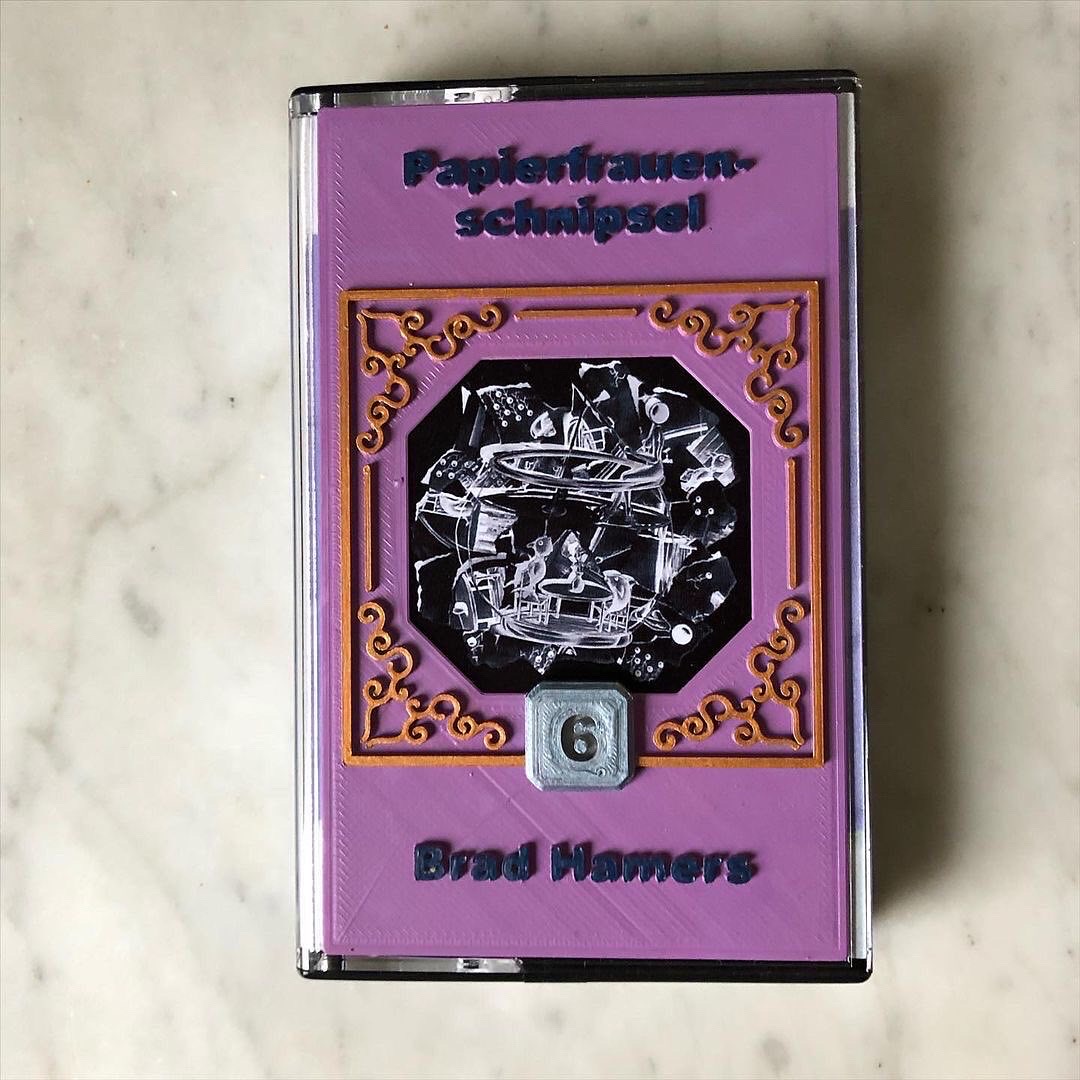 Papierfrauen-
schnipsel
6
Brad Hamers